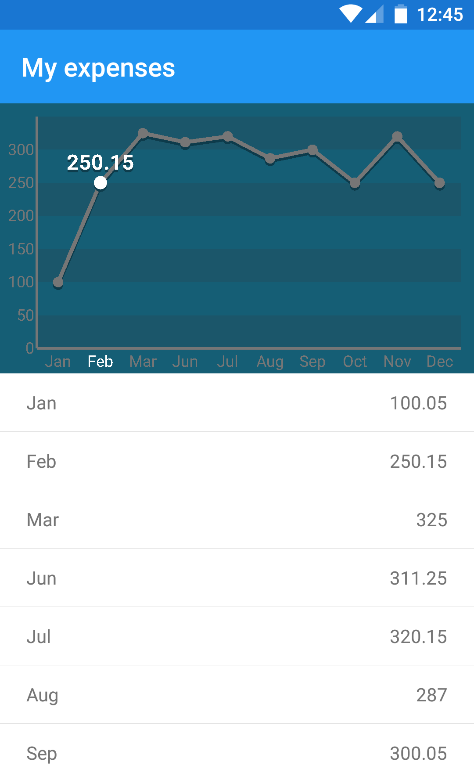 12:45
My expenses
300
250.15
250
200
150
100
50
0
Jan Feb Mar Jun Jul Aug Sep Oct Nov Dec
Jan 100.05
Feb 250.15
Mar 325
Jun 311.25
Jul 320.15
Aug 287
Sep 300.05